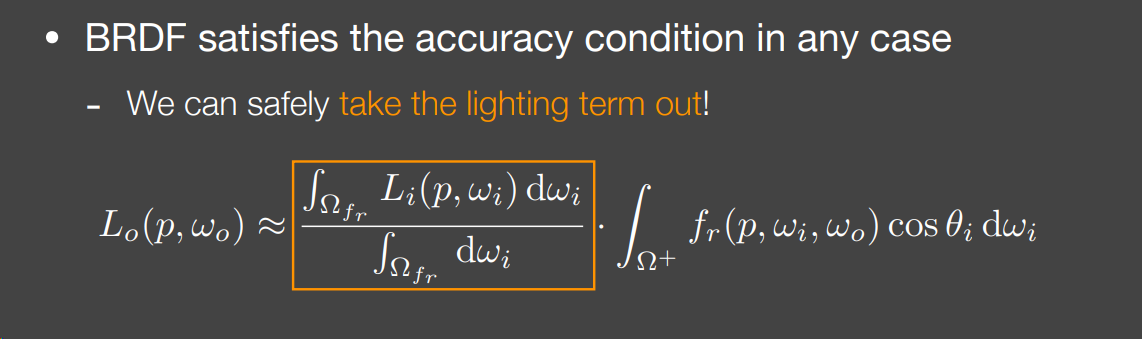 • BRDF satisfies the accuracy condition in any case
- We can safely take the lighting term out!
$L_o(p, \omega_o) \approx \frac{\int_{\Omega_{f_r}} L_i(p, \omega_i) \, \mathrm{d}\omega_i}{\int_{\Omega_{f_r}} \mathrm{d}\omega_i} \cdot \int_{\Omega^+} f_r(p, \omega_i, \omega_o) \cos\theta_i \, \mathrm{d}\omega_i$